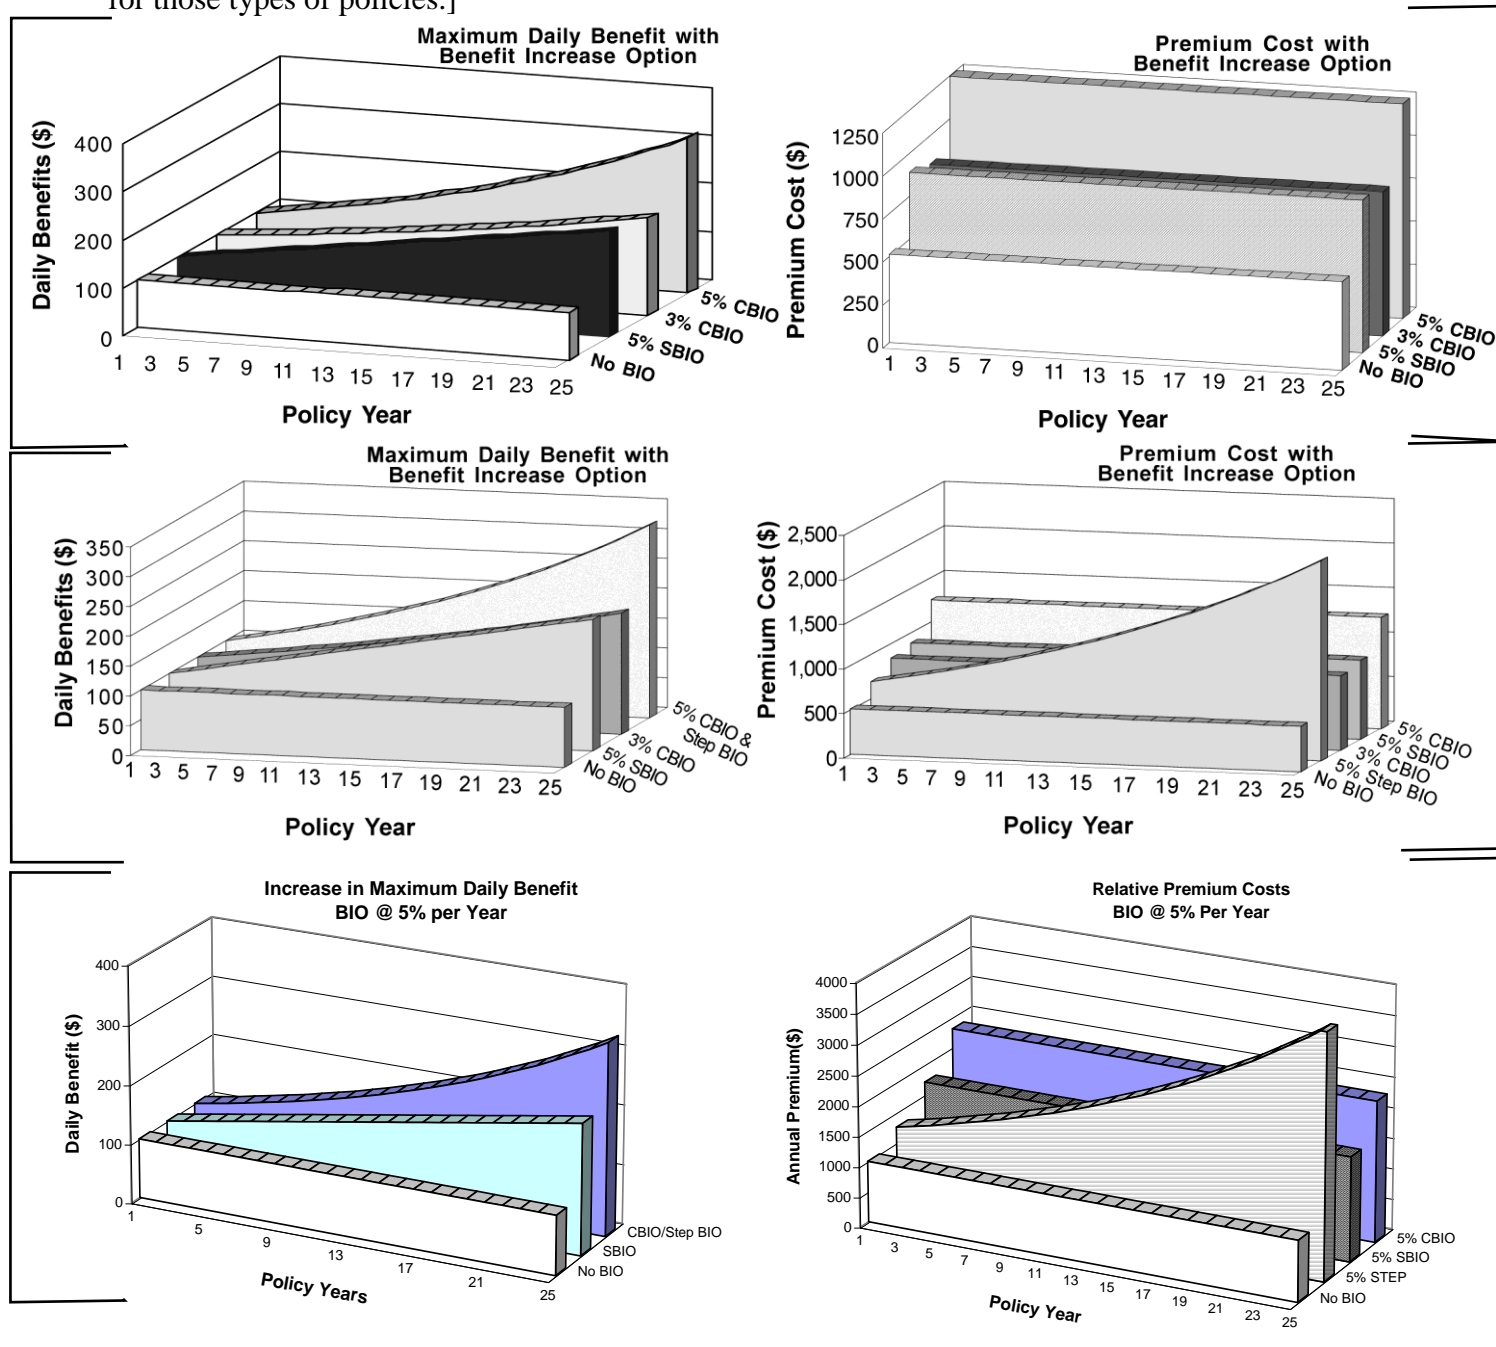 for those types of policies.]
Maximum Daily Benefit with
Benefit Increase Option
Daily Benefits ($)
400
300
200
100
0
1 3 5 7 9 11 13 15 17 19 21 23 25
5% CBIO
3% CBIO
5% SBIO
No BIO
Policy Year
Premium Cost with
Benefit Increase Option
Premium Cost ($)
1250
1000
750
500
250
0
1 3 5 7 9 11 13 15 17 19 21 23 25
5% CBIO
3% CBIO
5% SBIO
No BIO
Policy Year
Maximum Daily Benefit with
Benefit Increase Option
Daily Benefits ($)
350
300
250
200
150
100
50
0
1 3 5 7 9 11 13 15 17 19 21 23 25
5% CBIO &
Step BIO
3% CBIO
5% SBIO
No BIO
Policy Year
Premium Cost with
Benefit Increase Option
Premium Cost ($)
2,500
2,000
1,500
1,000
500
0
1 3 5 7 9 11 13 15 17 19 21 23 25
5% CBIO
5% SBIO
3% CBIO
5% Step BIO
No BIO
Policy Year
Increase in Maximum Daily Benefit
BIO @ 5% per Year
Daily Benefit ($)
400
300
200
100
0
1 5 9 13 17 21 25
CBIO/Step BIO
SBIO
No BIO
Policy Years
Relative Premium Costs
BIO @ 5% Per Year
Annual Premium($)
4000
3500
3000
2500
2000
1500
1000
500
0
1 3 5 7 9 11 13 15 17 19 21 23 25
5% CBIO
5% SBIO
5% STEP
No BIO
Policy Year